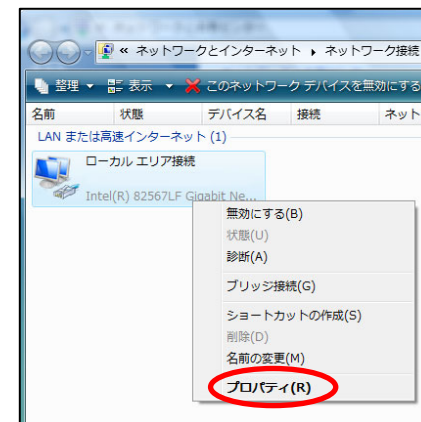 « ネットワークとインターネット ▸ ネットワーク接続
整理 ▼ 表示 ▼ このネットワーク デバイスを無効にする
名前 状態 デバイス名 接続 ネット
LAN または高速インターネット (1)
ローカル エリア接続
Intel(R) 82567LF Gigabit Ne...
無効にする(B)
状態(U)
診断(A)
ブリッジ接続(G)
ショートカットの作成(S)
削除(D)
名前の変更(M)
プロパティ(R)